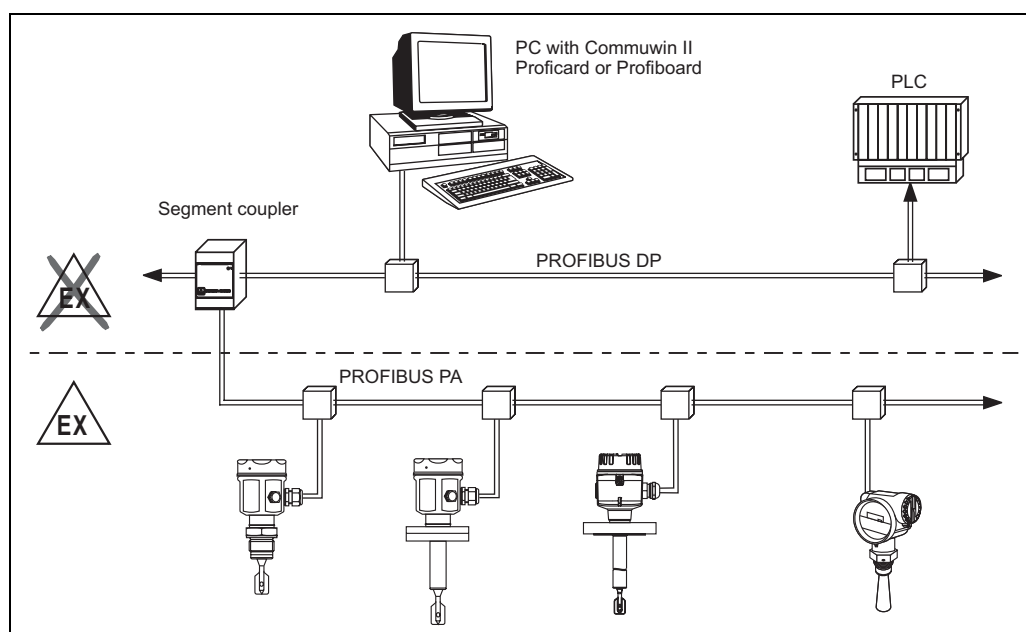 PC with Commuwin II
Proficard or Profiboard
PLC
Segment coupler
PROFIBUS DP
EX
PROFIBUS PA
EX